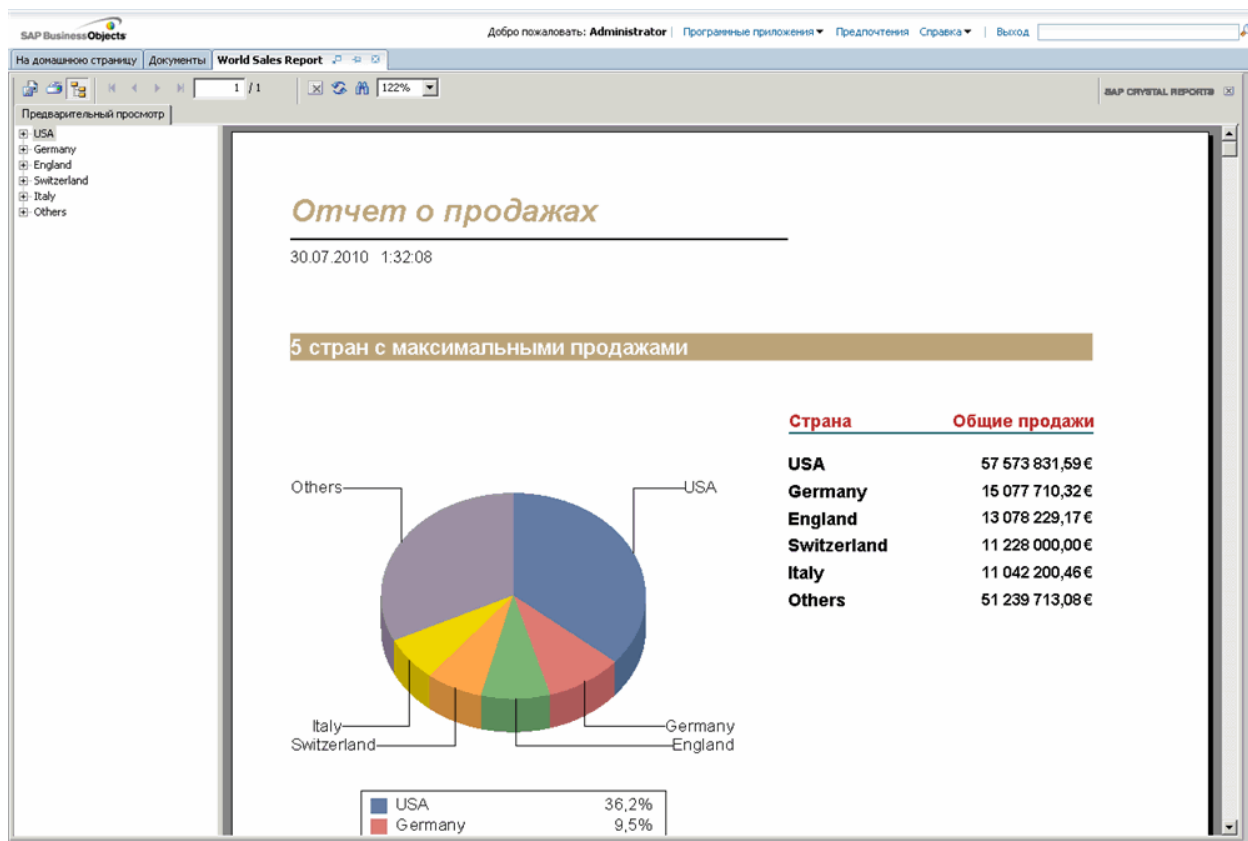 SAP BusinessObjects
Добро пожаловать: Administrator | Программные приложения Предпочтения Справка | Выход
На домашнюю страницу Документы World Sales Report
1 /1 122% SAP CRYSTAL REPORTS
Предварительный просмотр
USA
Germany
England
Switzerland
Italy
Others
Отчет о продажах
30.07.2010 1:32:08
5 стран с максимальными продажами
Страна Общие продажи
USA 57 573 831,59 €
Germany 15 077 710,32 €
England 13 078 229,17 €
Switzerland 11 228 000,00 €
Italy 11 042 200,46 €
Others 51 239 713,08 €
Others USA
Italy Germany
Switzerland England
USA 36,2%
Germany 9,5%